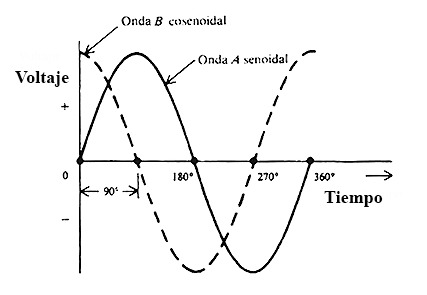 Onda B cosenoidal
Onda A senoidal
Voltaje
+
0
90°
180°
270°
360°
Tiempo
−